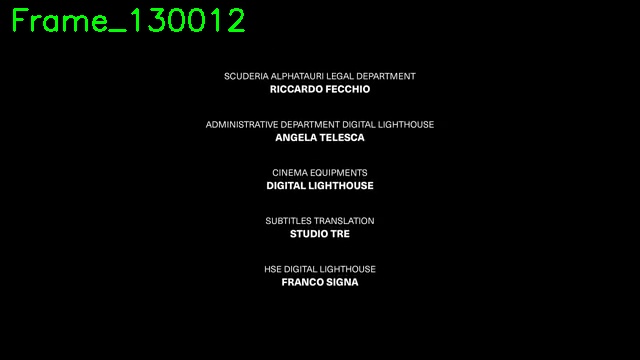 Frame_130012
SCUDERIA ALPHATAURI LEGAL DEPARTMENT
RICCARDO FECCHIO
ADMINISTRATIVE DEPARTMENT DIGITAL LIGHTHOUSE
ANGELA TELESCA
CINEMA EQUIPMENTS
DIGITAL LIGHTHOUSE
SUBTITLES TRANSLATION
STUDIO TRE
HSE DIGITAL LIGHTHOUSE
FRANCO SIGNA